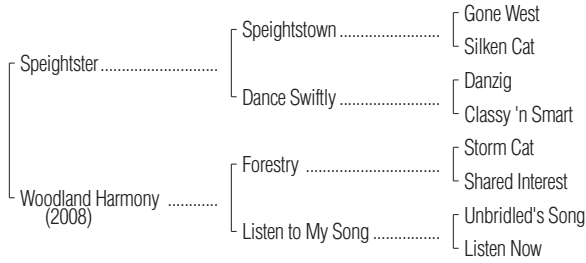 Gone West
Speightstown ....................
Silken Cat
Speightster .......................
Danzig
Dance Swiftly ....................
Classy 'n Smart
Storm Cat
Forestry ..........................
Shared Interest
Woodland Harmony ..........
(2008)
Unbridled's Song
Listen to My Song ................
Listen Now